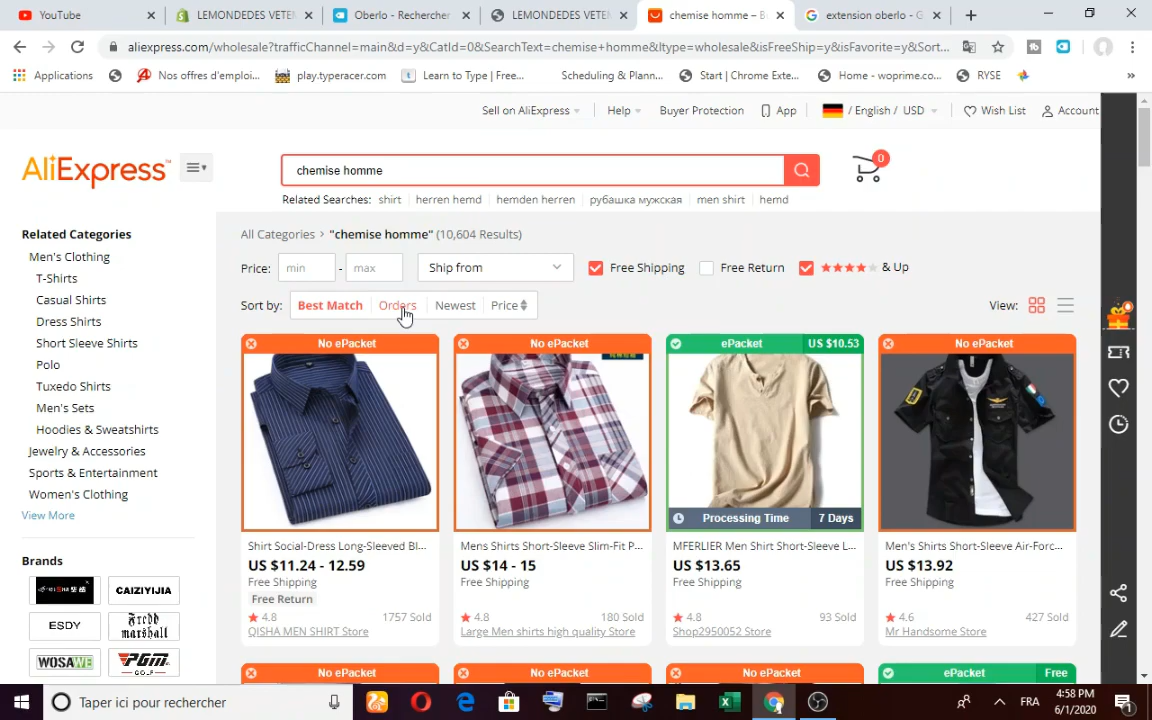 YouTube
LEMONDEDES VETEM
Oberlo - Rechercher
LEMONDEDES VETEM
chemise homme – B
extension oberlo - G
aliexpress.com/wholesale?trafficChannel=main&d=y&CatId=0&SearchText=chemise+homme&ltype=wholesale&isFreeShip=y&isFavorite=y&Sort...
Applications
Nos offres d'emploi...
play.typeracer.com
Learn to Type | Free...
Scheduling & Plann...
Start | Chrome Exte...
Home - woprime.co...
RYSE
»
Sell on AliExpress
Help
Buyer Protection
App
/ English / USD
Wish List
Account
AliExpress™
chemise homme
0
Related Searches: shirt herren hemd hemden herren рубашка мужская men shirt hemd
Related Categories
Men's Clothing
T-Shirts
Casual Shirts
Dress Shirts
Short Sleeve Shirts
Polo
Tuxedo Shirts
Men's Sets
Hoodies & Sweatshirts
Jewelry & Accessories
Sports & Entertainment
Women's Clothing
View More
Brands
CAIZIYIJIA
ESDY
Fredd marshall
WOSAWE
PGM GOLF
All Categories > "chemise homme" (10,604 Results)
Price: min - max Ship from Free Shipping Free Return & Up
Sort by: Best Match Orders Newest Price View:
No ePacket
Shirt Social-Dress Long-Sleeved Bl...
US $11.24 - 12.59
Free Shipping
Free Return
4.8 1757 Sold
QISHA MEN SHIRT Store
No ePacket
Mens Shirts Short-Sleeve Slim-Fit P...
US $14 - 15
Free Shipping
4.8 180 Sold
Large Men shirts high quality Store
ePacket US $10.53
Processing Time 7 Days
MFERLIER Men Shirt Short-Sleeve L...
US $13.65
Free Shipping
4.8 93 Sold
Shop2950052 Store
No ePacket
Men's Shirts Short-Sleeve Air-Forc...
US $13.92
Free Shipping
4.6 427 Sold
Mr Handsome Store
No ePacket
No ePacket
No ePacket
ePacket Free
Taper ici pour rechercher
FRA
4:58 PM
6/1/2020
1